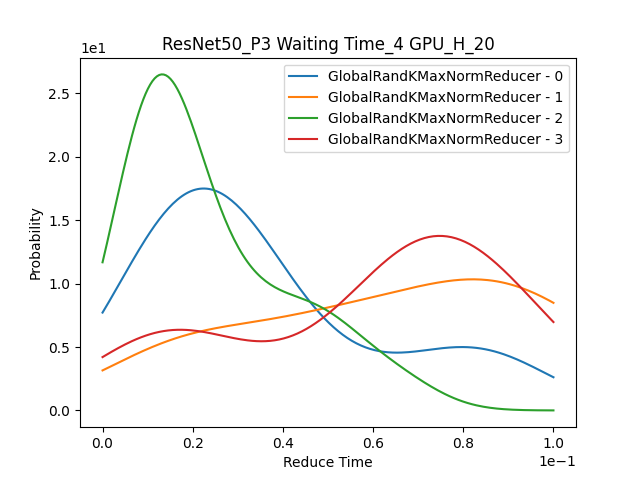 ResNet50_P3 Waiting Time_4 GPU_H_20
1e1
GlobalRandKMaxNormReducer - 0
GlobalRandKMaxNormReducer - 1
GlobalRandKMaxNormReducer - 2
GlobalRandKMaxNormReducer - 3
2.5
2.0
1.5
1.0
0.5
0.0
Probability
0.0 0.2 0.4 0.6 0.8 1.0
Reduce Time
1e−1